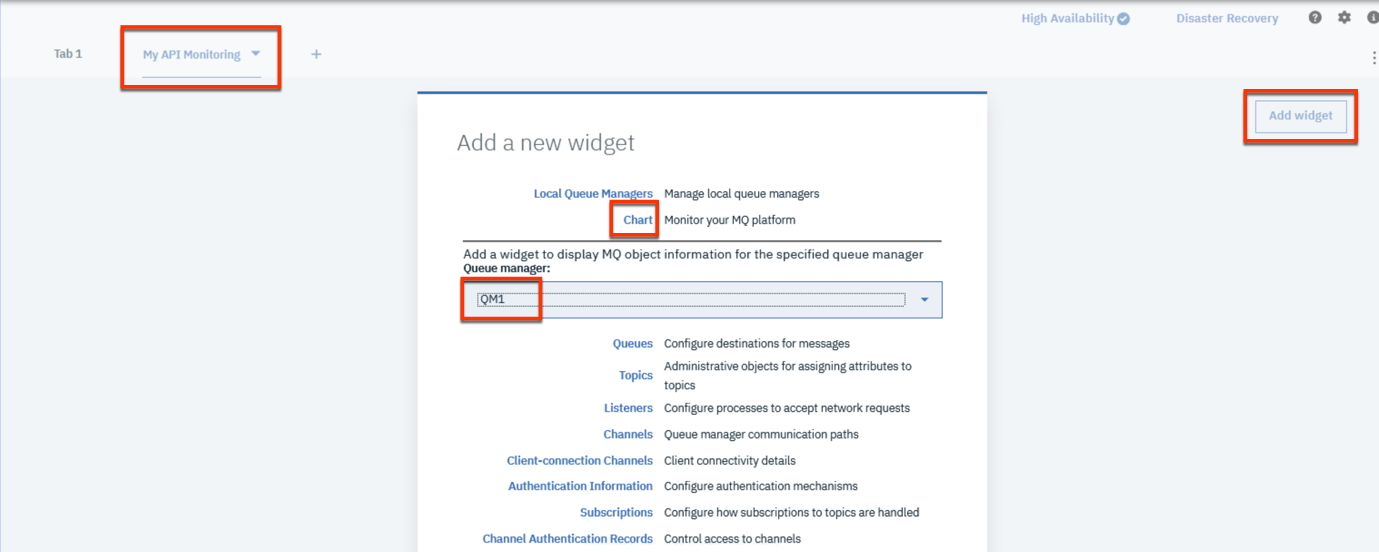 High Availability Disaster Recovery
Tab 1 My API Monitoring +
Add widget
Add a new widget
Local Queue Managers Manage local queue managers
Chart Monitor your MQ platform
Add a widget to display MQ object information for the specified queue manager
Queue manager:
QM1
Queues Configure destinations for messages
Topics Administrative objects for assigning attributes to
topics
Listeners Configure processes to accept network requests
Channels Queue manager communication paths
Client-connection Channels Client connectivity details
Authentication Information Configure authentication mechanisms
Subscriptions Configure how subscriptions to topics are handled
Channel Authentication Records Control access to channels